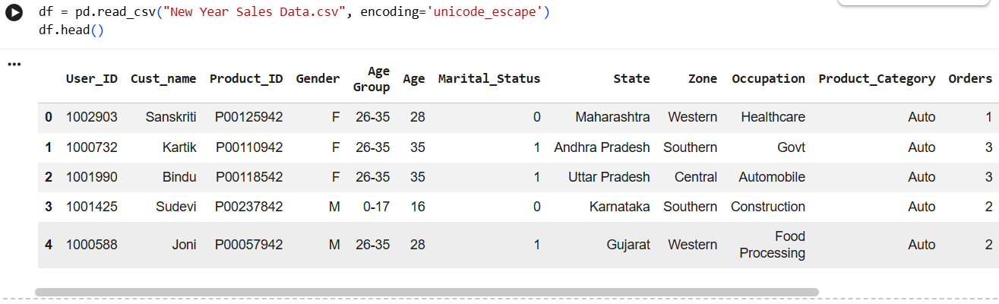 df = pd.read_csv("New Year Sales Data.csv", encoding='unicode_escape')
df.head()
User_ID Cust_name Product_ID Gender Age Group Age Marital_Status State Zone Occupation Product_Category Orders
0 1002903 Sanskriti P00125942 F 26-35 28 0 Maharashtra Western Healthcare Auto 1
1 1000732 Kartik P00110942 F 26-35 35 1 Andhra Pradesh Southern Govt Auto 3
2 1001990 Bindu P00118542 F 26-35 35 1 Uttar Pradesh Central Automobile Auto 3
3 1001425 Sudevi P00237842 M 0-17 16 0 Karnataka Southern Construction Auto 2
4 1000588 Joni P00057942 M 26-35 28 1 Gujarat Western Food Processing Auto 2